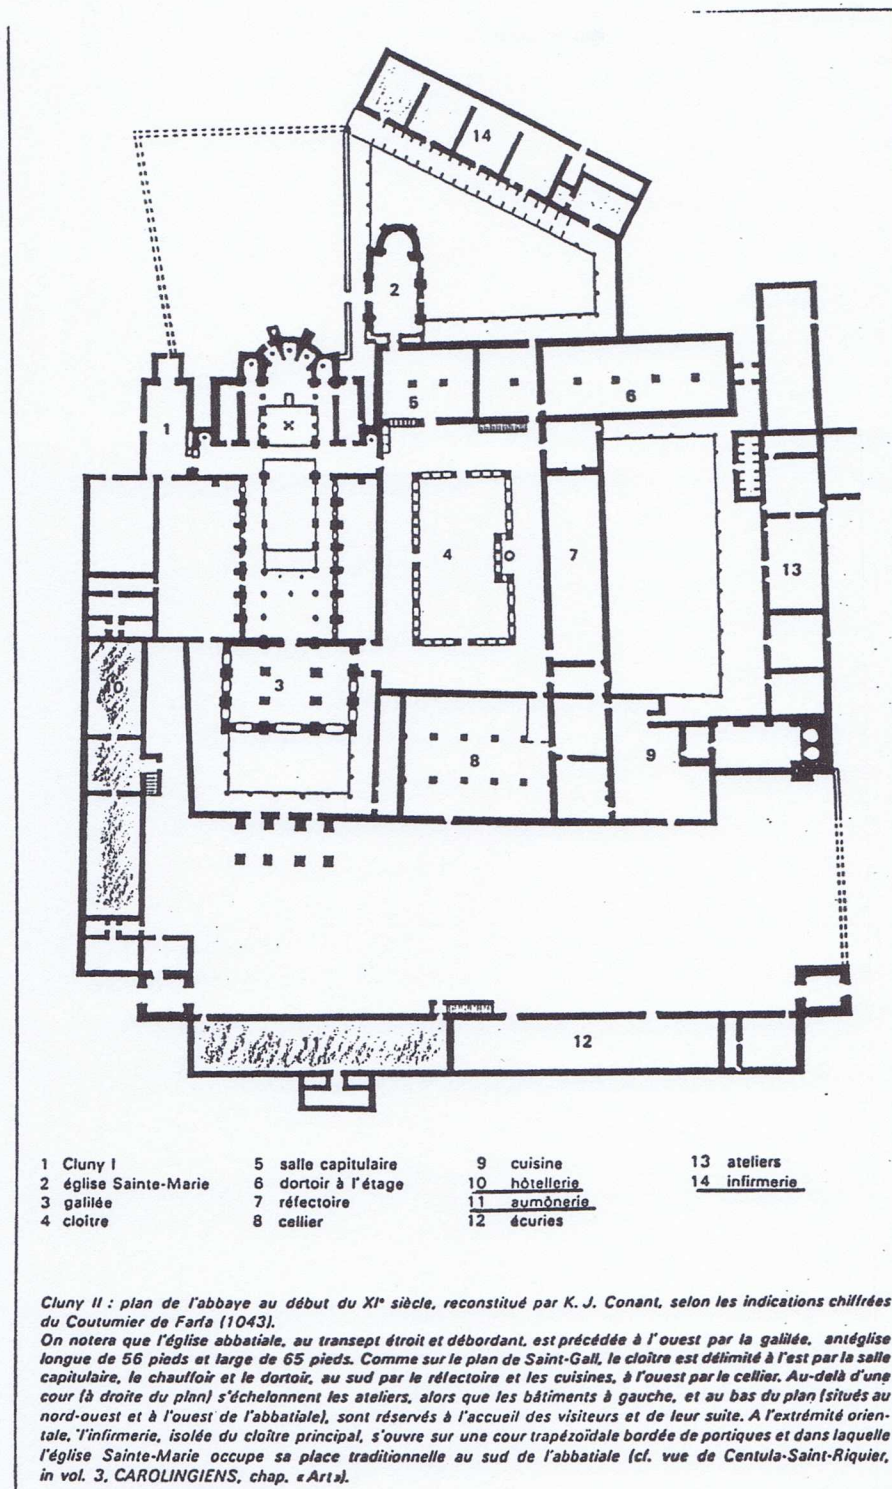 14
2
5
6
1
4
7
13
3
10
8
9
11
12
1 Cluny I
2 église Sainte-Marie
3 galilée
4 cloître
5 salle capitulaire
6 dortoir à l'étage
7 réfectoire
8 cellier
9 cuisine
10 hôtellerie
11 aumônerie
12 écuries
13 ateliers
14 infirmerie
Cluny II : plan de l'abbaye au début du XIe siècle, reconstitué par K. J. Conant, selon les indications chiffrées
du Coutumier de Farfa (1043).
On notera que l'église abbatiale, au transept étroit et débordant, est précédée à l'ouest par la galilée, antéglise
longue de 56 pieds et large de 65 pieds. Comme sur le plan de Saint-Gall, le cloître est délimité à l'est par la salle
capitulaire, le chauffoir et le dortoir, au sud par le réfectoire et les cuisines, à l'ouest par le cellier. Au-delà d'une
cour (à droite du plan) s'échelonnent les ateliers, alors que les bâtiments à gauche, et au bas du plan (situés au
nord-ouest et à l'ouest de l'abbatiale), sont réservés à l'accueil des visiteurs et de leur suite. A l'extrémité orien-
tale, l'infirmerie, isolée du cloître principal, s'ouvre sur une cour trapézoïdale bordée de portiques et dans laquelle
l'église Sainte-Marie occupe sa place traditionnelle au sud de l'abbatiale (cf. vue de Centula-Saint-Riquier,
in vol. 3, CAROLINGIENS, chap. «Art»).